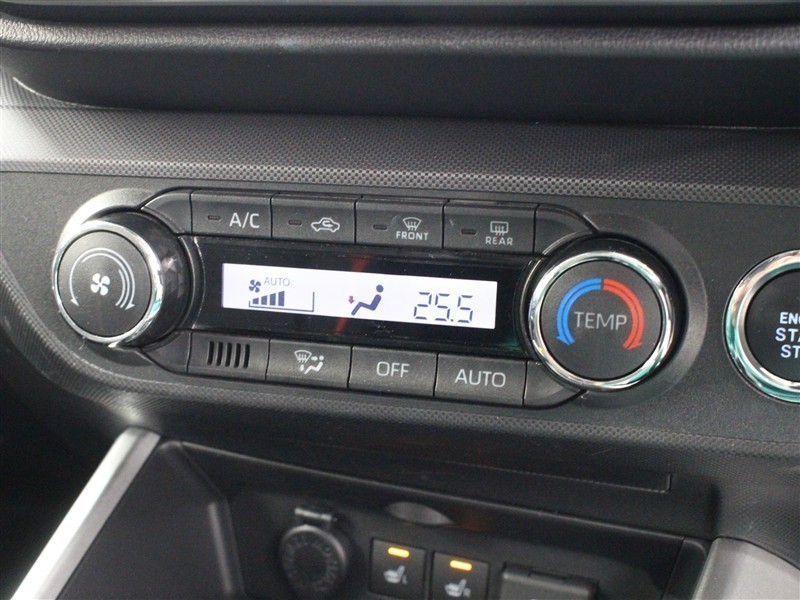 A/C
FRONT
REAR
AUTO
25.5
TEMP
OFF
AUTO
L
R